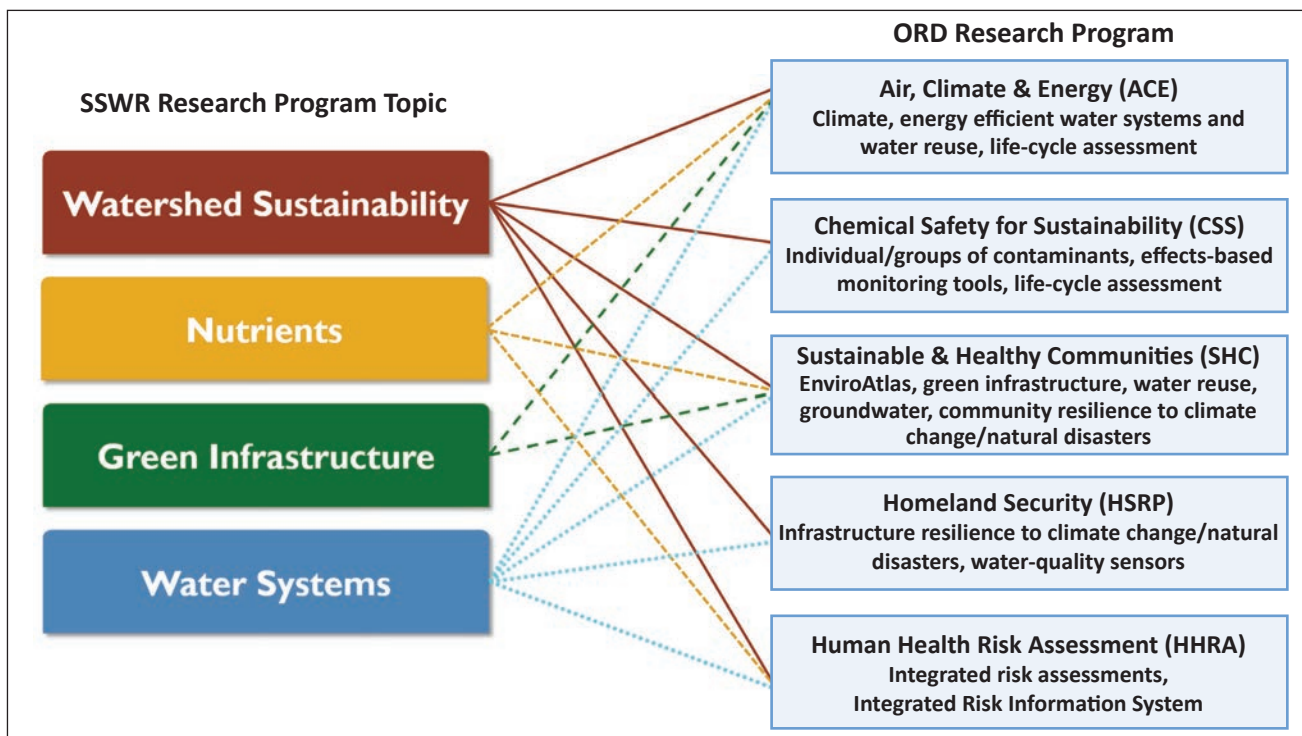 SSWR Research Program Topic
Watershed Sustainability
Nutrients
Green Infrastructure
Water Systems
ORD Research Program
Air, Climate & Energy (ACE)
Climate, energy efficient water systems and
water reuse, life-cycle assessment
Chemical Safety for Sustainability (CSS)
Individual/groups of contaminants, effects-based
monitoring tools, life-cycle assessment
Sustainable & Healthy Communities (SHC)
EnviroAtlas, green infrastructure, water reuse,
groundwater, community resilience to climate
change/natural disasters
Homeland Security (HSRP)
Infrastructure resilience to climate change/natural
disasters, water-quality sensors
Human Health Risk Assessment (HHRA)
Integrated risk assessments,
Integrated Risk Information System